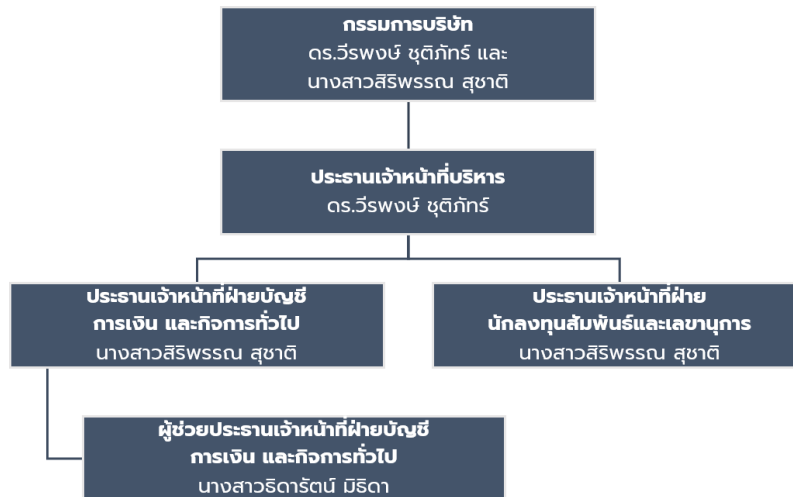 กรรมการบริษัท
ดร.วีรพงษ์ ชุติภัทร์ และ
นางสาวสิริพรรณ สุชาติ
ประธานเจ้าหน้าที่บริหาร
ดร.วีรพงษ์ ชุติภัทร์
ประธานเจ้าหน้าที่ฝ่ายบัญชี
การเงิน และกิจการทั่วไป
นางสาวสิริพรรณ สุชาติ
ประธานเจ้าหน้าที่ฝ่าย
นักลงทุนสัมพันธ์และเลขานุการ
นางสาวสิริพรรณ สุชาติ
ผู้ช่วยประธานเจ้าหน้าที่ฝ่ายบัญชี
การเงิน และกิจการทั่วไป
นางสาวธิดารัตน์ มิธิดา